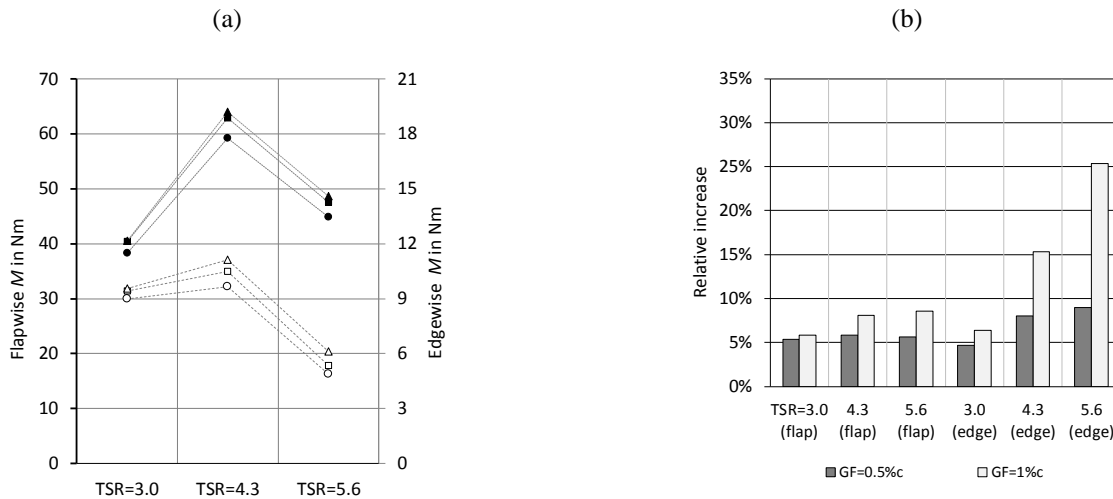 (a)
70
60
50
40
30
20
10
0
Flapwise M in Nm
21
18
15
12
9
6
3
0
Edgewise M in Nm
TSR=3.0 TSR=4.3 TSR=5.6
(b)
35%
30%
25%
20%
15%
10%
5%
0%
Relative increase
TSR=3.0 4.3 5.6 3.0 4.3 5.6
(flap) (flap) (flap) (edge) (edge) (edge)
GF=0.5%c GF=1%c